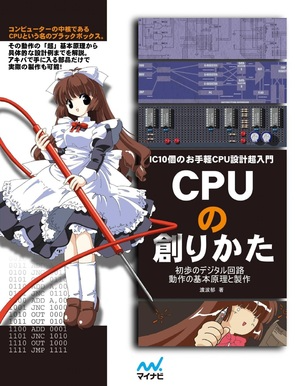 コンピューターの中核である
CPUという名のブラックボックス。
その動作の「超」基本原理から
具体的な設計例までを解説。
アキバで手に入る部品だけで
実際の製作も可能!
IC10個のお手軽CPU設計超入門
CPU
の
創りかた
初歩のデジタル回路
動作の基本原理と製作
渡波郁 著
1100 ADD 0001
1101 JNC 1010
1110 OUT 1000
1111 JMP 1111
マイナビ